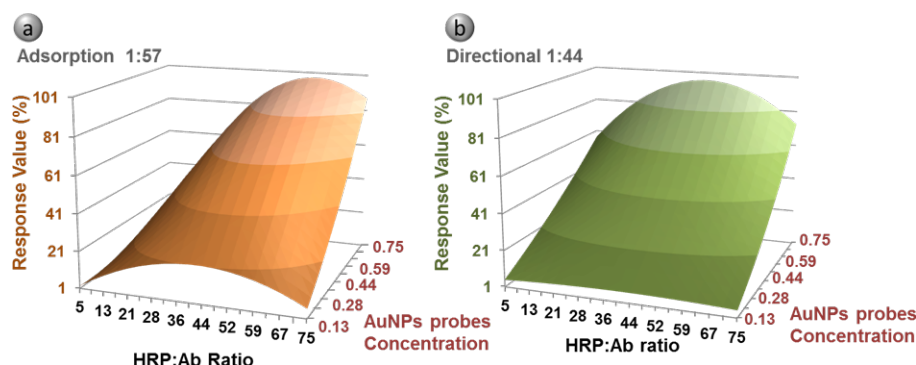 a
Adsorption 1:57
Response Value (%)
101
81
61
41
21
1
5 13 21 28 36 44 52 59 67 75
HRP:Ab Ratio
0.75
0.59
0.44
0.28
0.13
AuNPs probes
Concentration
b
Directional 1:44
Response Value (%)
101
81
61
41
21
1
5 13 21 28 36 44 52 59 67 75
HRP:Ab ratio
0.75
0.59
0.44
0.28
0.13
AuNPs probes
Concentration